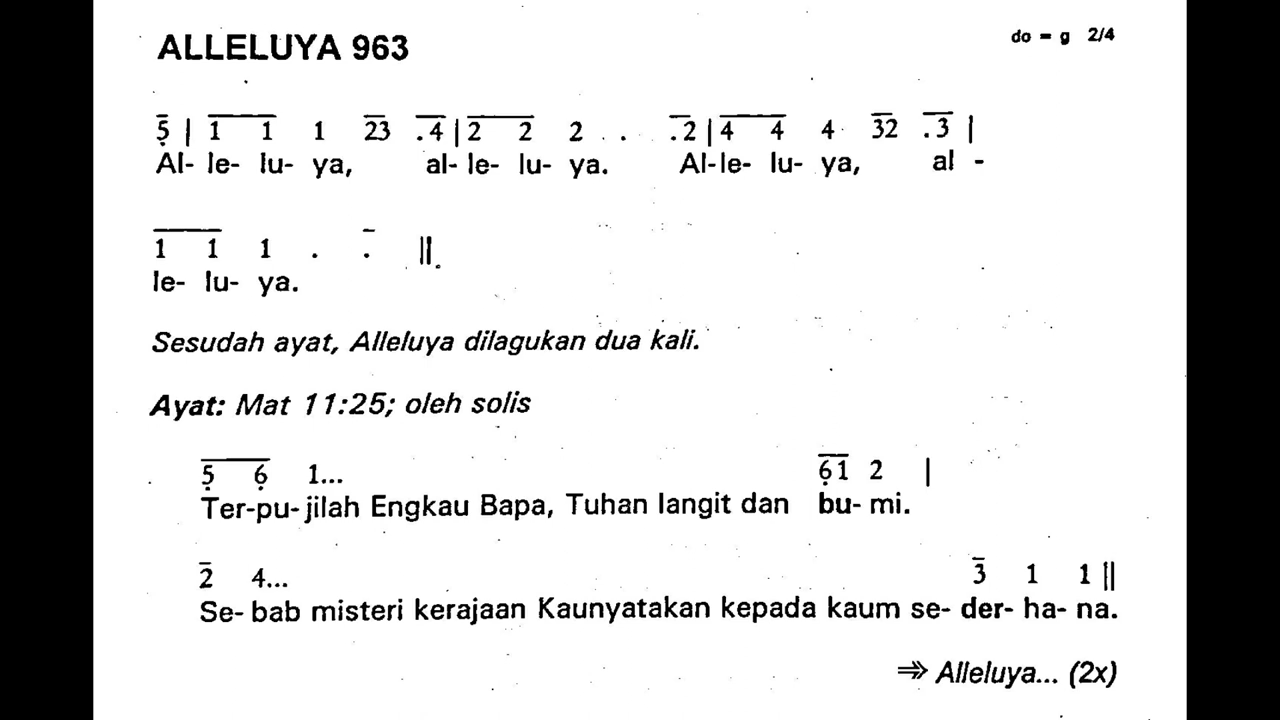 ALLELUYA 963 do = g 2/4
5̣ | 1 1 1 23 .4 | 2 2 2 . . .2 | 4 4 4 32 .3 |
Al- le- lu- ya, al- le- lu- ya. Al- le- lu- ya, al -
1 1 1 . . ||
le- lu- ya.
Sesudah ayat, Alleluya dilagukan dua kali.
Ayat: Mat 11:25; oleh solis
5̣ 6̣ 1... 6̣1 2 |
Ter-pu-jilah Engkau Bapa, Tuhan langit dan bu- mi.
2 4... 3 1 1 ||
Se- bab misteri kerajaan Kaunyatakan kepada kaum se- der- ha- na.
⇒ Alleluya... (2x)